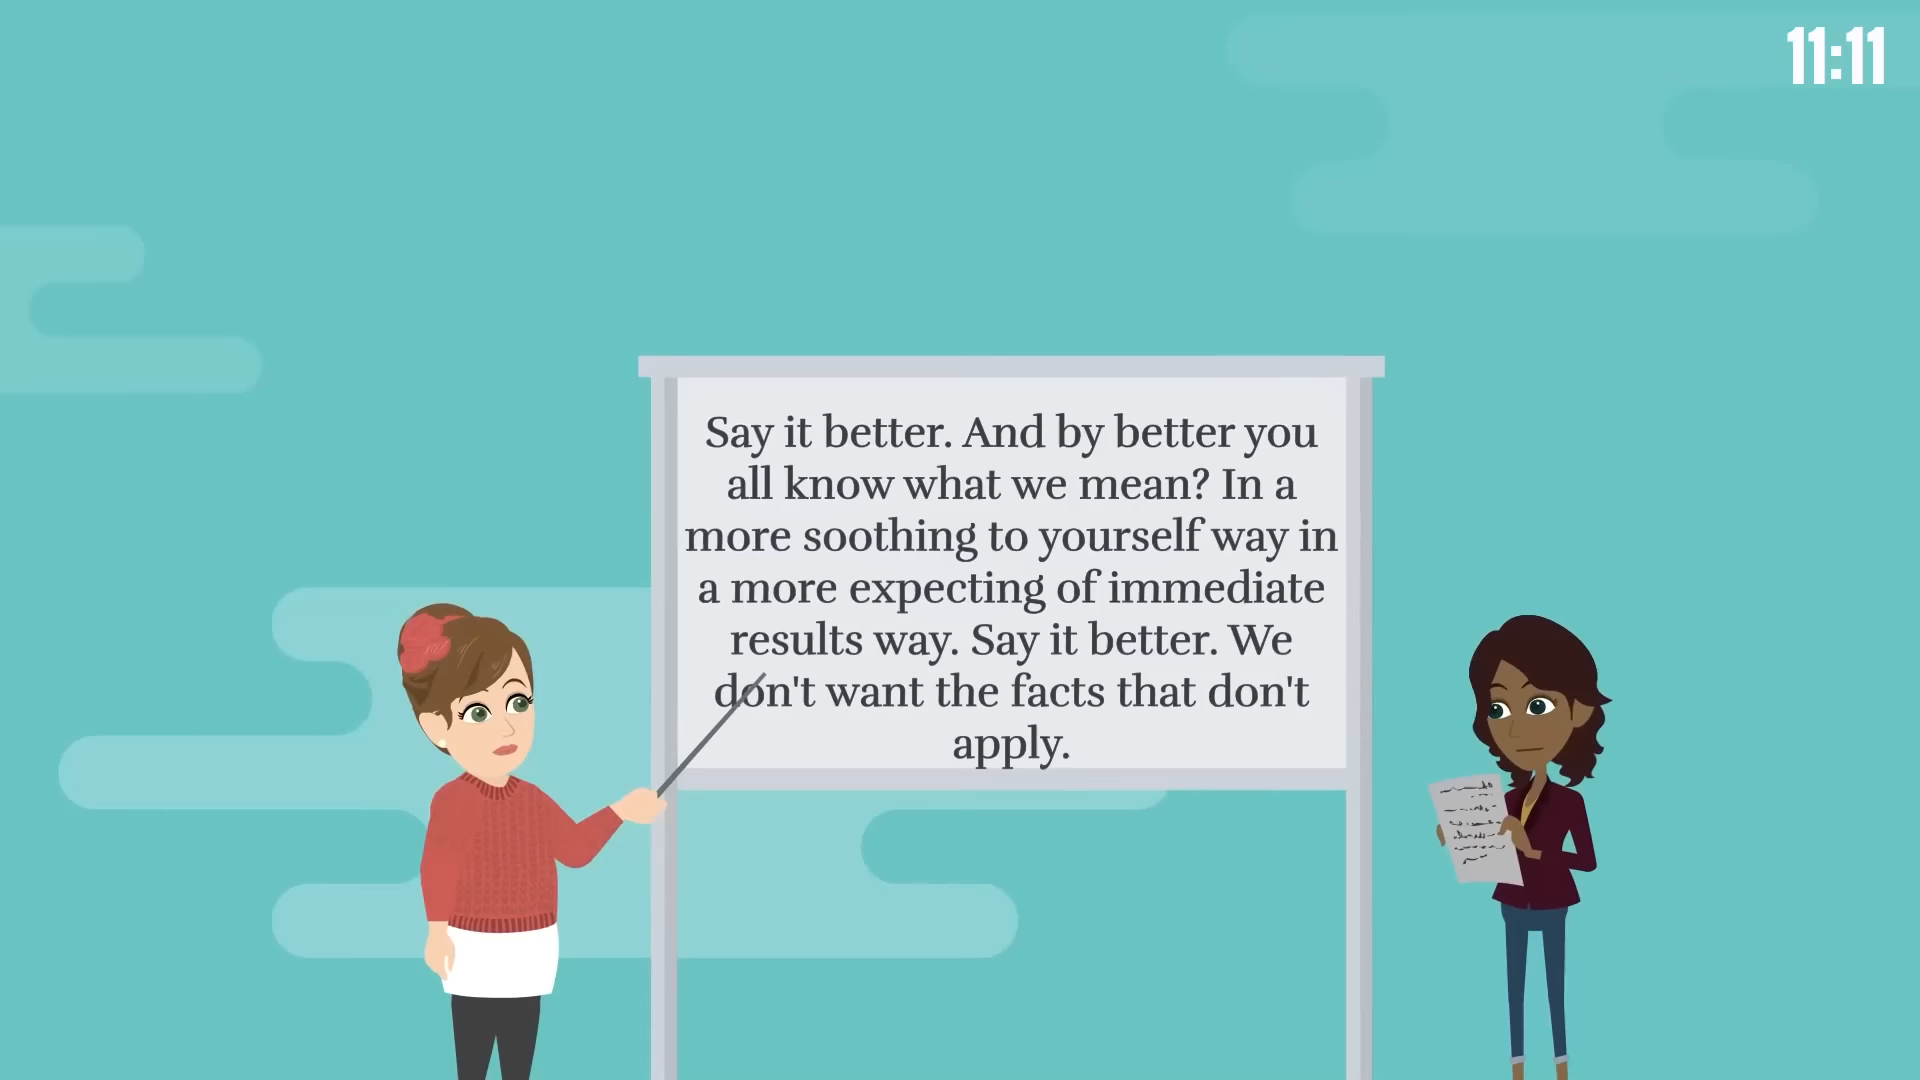 11:11
Say it better. And by better you
all know what we mean? In a
more soothing to yourself way in
a more expecting of immediate
results way. Say it better. We
don't want the facts that don't
apply.